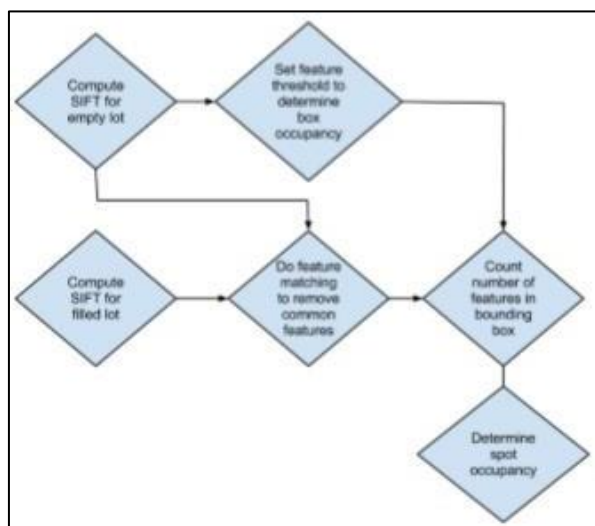 Compute
SIFT for
empty lot
Set feature
threshold to
determine
box
occupancy
Compute
SIFT for
filled lot
Do feature
matching
to remove
common
features
Count
number of
features in
bounding
box
Determine
spot
occupancy